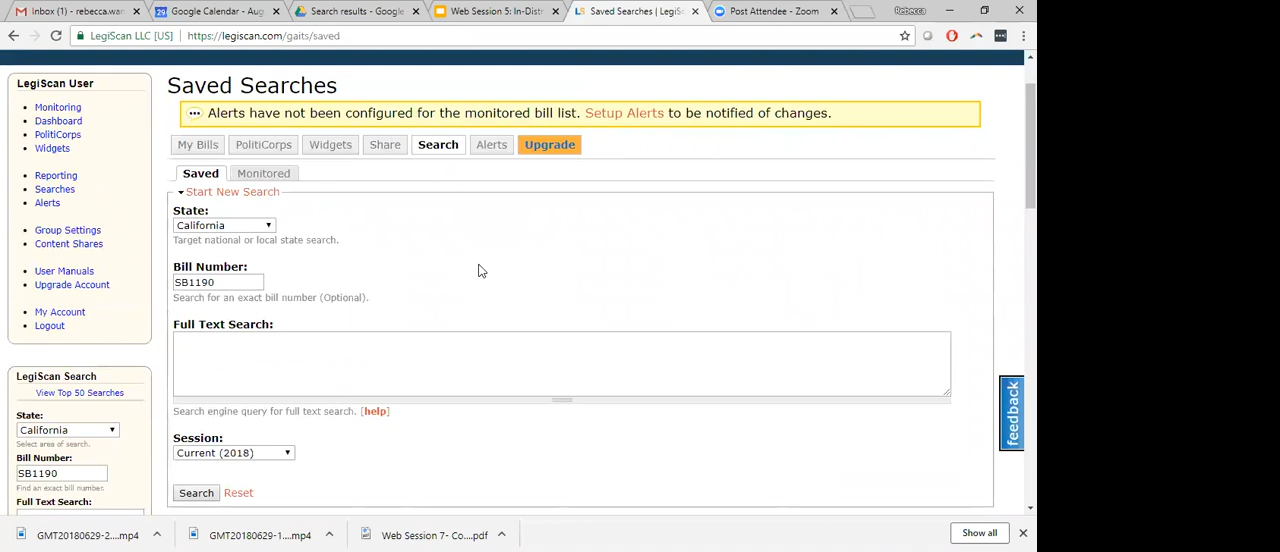 Inbox (1) - rebecca.wan
Google Calendar - Aug
Search results - Google
Web Session 5: In-Distr
Saved Searches | LegiSc
Post Attendee - Zoom
Rebecca
LegiScan LLC [US]
https://legiscan.com/gaits/saved
LegiScan User
Monitoring
Dashboard
PolitiCorps
Widgets
Reporting
Searches
Alerts
Group Settings
Content Shares
User Manuals
Upgrade Account
My Account
Logout
LegiScan Search
View Top 50 Searches
State:
California
Select area of search.
Bill Number:
SB1190
Find an exact bill number.
Full Text Search:
Saved Searches
Alerts have not been configured for the monitored bill list. Setup Alerts to be notified of changes.
My Bills PolitiCorps Widgets Share Search Alerts Upgrade
Saved Monitored
Start New Search
State:
California
Target national or local state search.
Bill Number:
SB1190
Search for an exact bill number (Optional).
Full Text Search:
Search engine query for full text search. [help]
Session:
Current (2018)
Search Reset
feedback
GMT20180629-2....mp4
GMT20180629-1....mp4
Web Session 7- Co....pdf
Show all